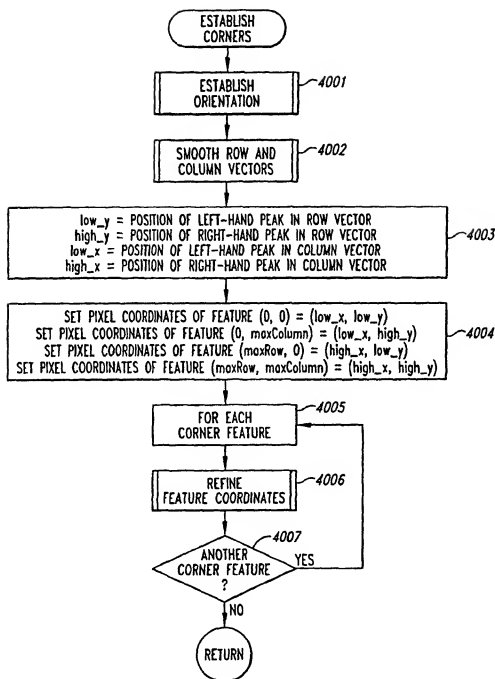 ESTABLISH
CORNERS
4001
ESTABLISH
ORIENTATION
4002
SMOOTH ROW AND
COLUMN VECTORS
low_y = POSITION OF LEFT-HAND PEAK IN ROW VECTOR
high_y = POSITION OF RIGHT-HAND PEAK IN ROW VECTOR
low_x = POSITION OF LEFT-HAND PEAK IN COLUMN VECTOR
high_x = POSITION OF RIGHT-HAND PEAK IN COLUMN VECTOR
4003
SET PIXEL COORDINATES OF FEATURE (0, 0) = (low_x, low_y)
SET PIXEL COORDINATES OF FEATURE (0, maxColumn) = (low_x, high_y)
SET PIXEL COORDINATES OF FEATURE (maxRow, 0) = (high_x, low_y)
SET PIXEL COORDINATES OF FEATURE (maxRow, maxColumn) = (high_x, high_y)
4004
4005
FOR EACH
CORNER FEATURE
4006
REFINE
FEATURE COORDINATES
4007
ANOTHER
CORNER FEATURE
?
YES
NO
RETURN